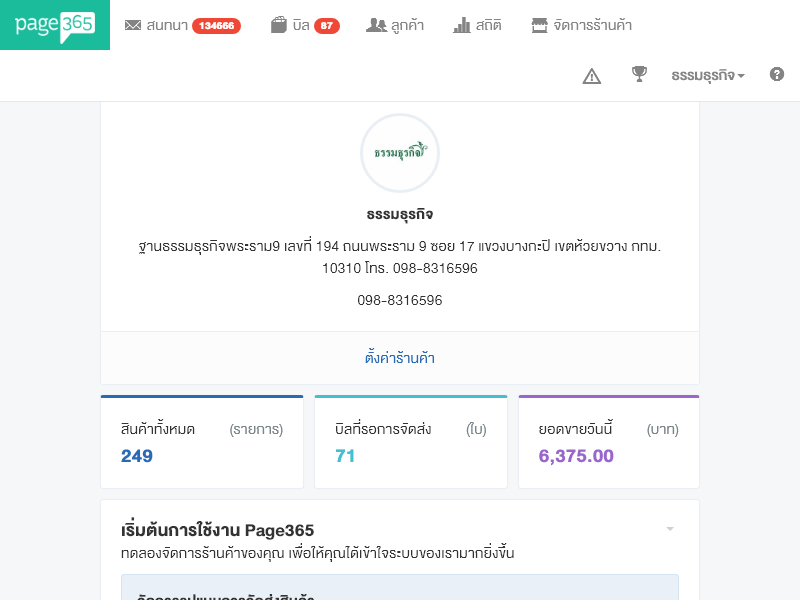 page365
สนทนา 134666 บิล 87 ลูกค้า สถิติ จัดการร้านค้า
ธรรมธุรกิจ
ธรรมธุรกิจ
ธรรมธุรกิจ
ฐานธรรมธุรกิจพระราม9 เลขที่ 194 ถนนพระราม 9 ซอย 17 แขวงบางกะปิ เขตห้วยขวาง กทม.
10310 โทร. 098-8316596
098-8316596
ตั้งค่าร้านค้า
สินค้าทั้งหมด (รายการ) บิลที่รอการจัดส่ง (ใบ) ยอดขายวันนี้ (บาท)
249 71 6,375.00
เริ่มต้นการใช้งาน Page365
ทดลองจัดการร้านค้าของคุณ เพื่อให้คุณได้เข้าใจระบบของเรามากยิ่งขึ้น